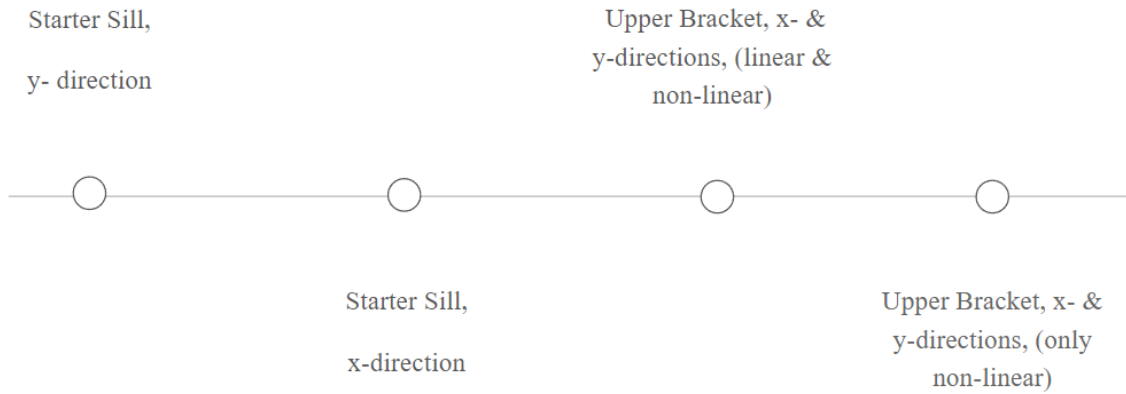 Starter Sill,
y- direction
Upper Bracket, x- &
y-directions, (linear &
non-linear)
Starter Sill,
x-direction
Upper Bracket, x- &
y-directions, (only
non-linear)